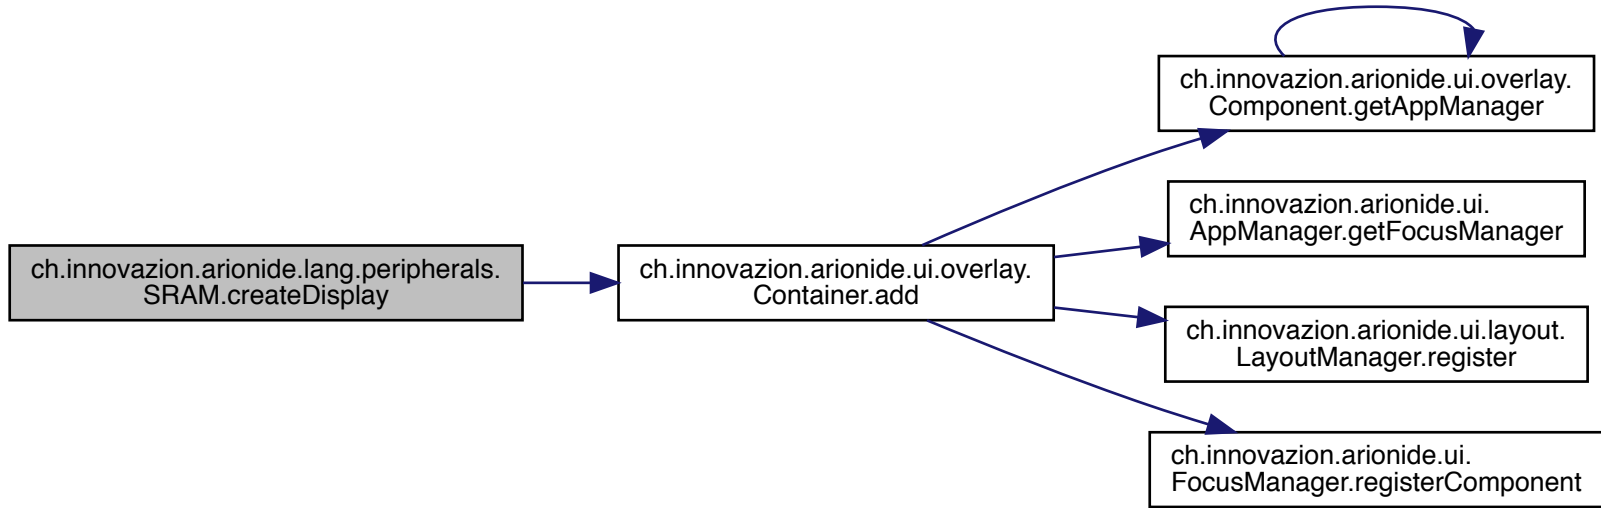 ch.innovazion.arionide.lang.peripherals.
SRAM.createDisplay
ch.innovazion.arionide.ui.overlay.
Container.add
ch.innovazion.arionide.ui.overlay.
Component.getAppManager
ch.innovazion.arionide.ui.
AppManager.getFocusManager
ch.innovazion.arionide.ui.layout.
LayoutManager.register
ch.innovazion.arionide.ui.
FocusManager.registerComponent